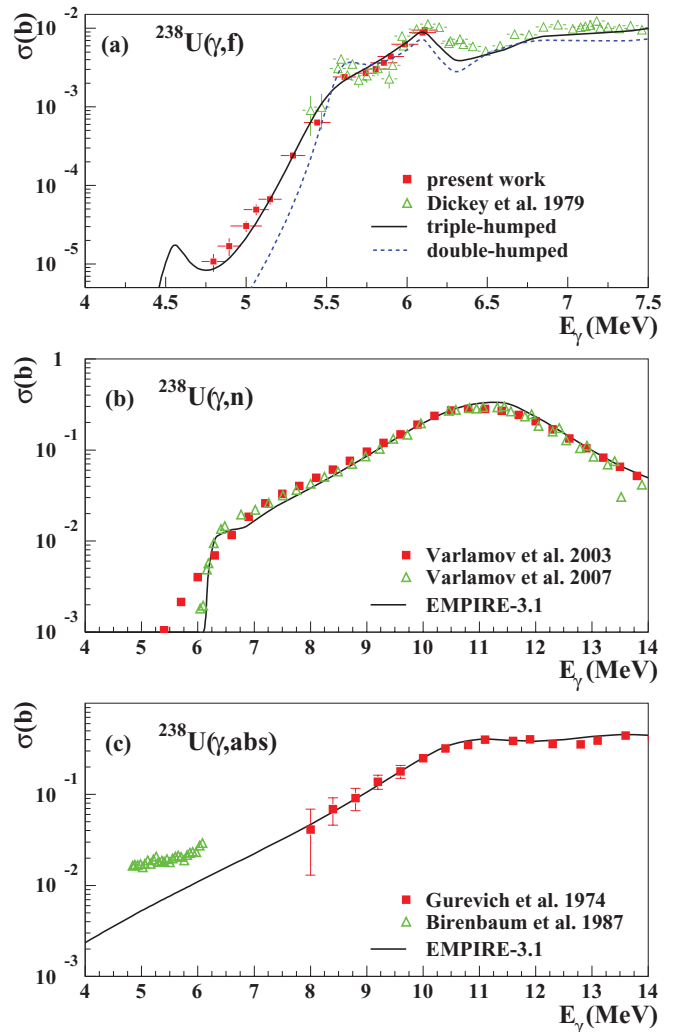 σ(b)
10⁻²
10⁻³
10⁻⁴
10⁻⁵
(a) ²³⁸U(γ,f)
present work
Dickey et al. 1979
triple-humped
double-humped
4 4.5 5 5.5 6 6.5 7 7.5
E_γ (MeV)
σ(b)
1
10⁻¹
10⁻²
10⁻³
(b) ²³⁸U(γ,n)
Varlamov et al. 2003
Varlamov et al. 2007
EMPIRE-3.1
4 5 6 7 8 9 10 11 12 13 14
E_γ (MeV)
σ(b)
10⁻¹
10⁻²
10⁻³
(c) ²³⁸U(γ,abs)
Gurevich et al. 1974
Birenbaum et al. 1987
EMPIRE-3.1
4 5 6 7 8 9 10 11 12 13 14
E_γ (MeV)